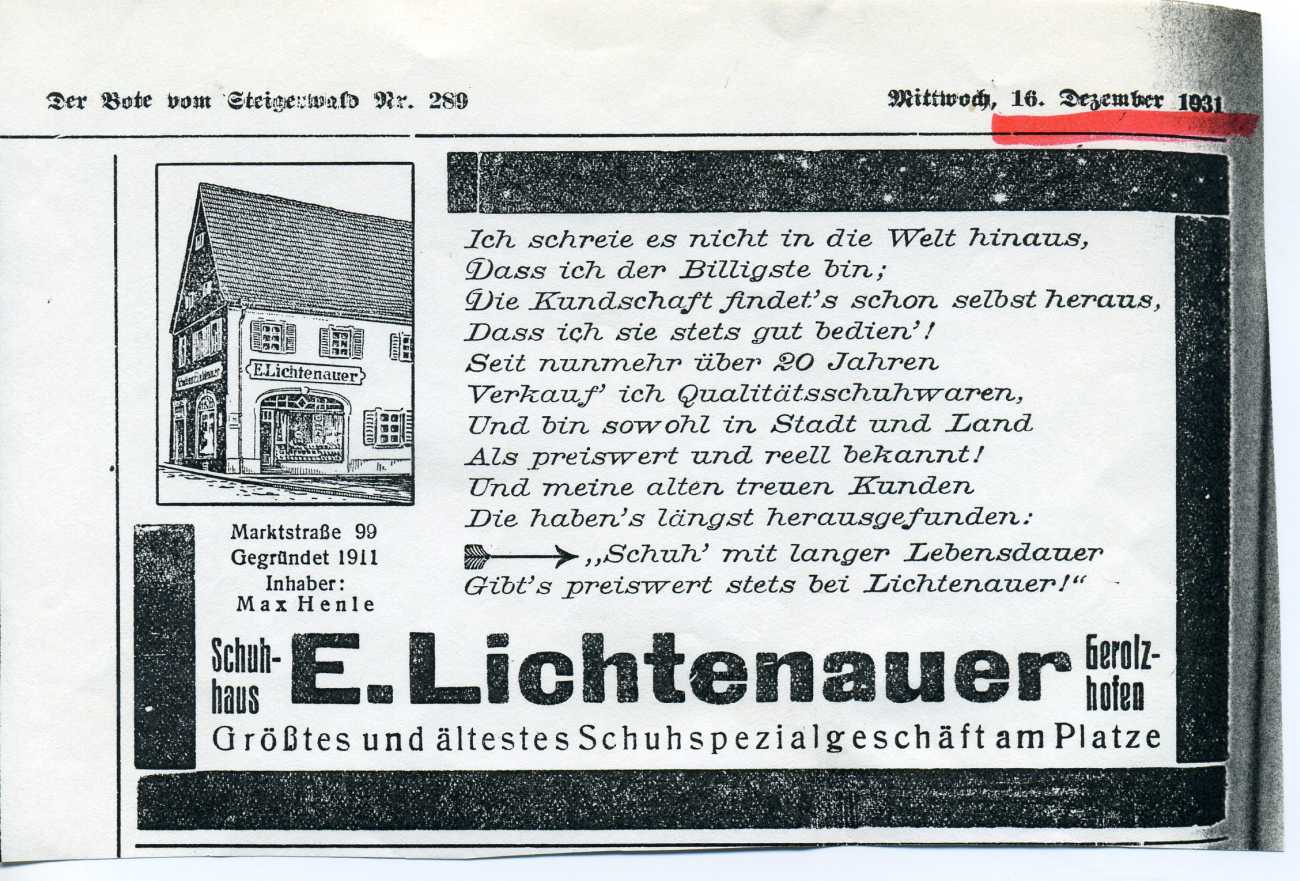 Der Bote vom Steigerwald Nr. 289
Mittwoch, 16. Dezember 1931
E.Lichtenauer
Marktstraße 99
Gegründet 1911
Inhaber:
Max Henle
Ich schreie es nicht in die Welt hinaus,
Dass ich der Billigste bin;
Die Kundschaft findet's schon selbst heraus,
Dass ich sie stets gut bedien'!
Seit nunmehr über 20 Jahren
Verkauf' ich Qualitätsschuhwaren,
Und bin sowohl in Stadt und Land
Als preiswert und reell bekannt!
Und meine alten treuen Kunden
Die haben's längst herausgefunden:
„Schuh' mit langer Lebensdauer
Gibt's preiswert stets bei Lichtenauer!“
Schuh-
haus
E. Lichtenauer
Gerolz-
hofen
Größtes und ältestes Schuhspezialgeschäft am Platze